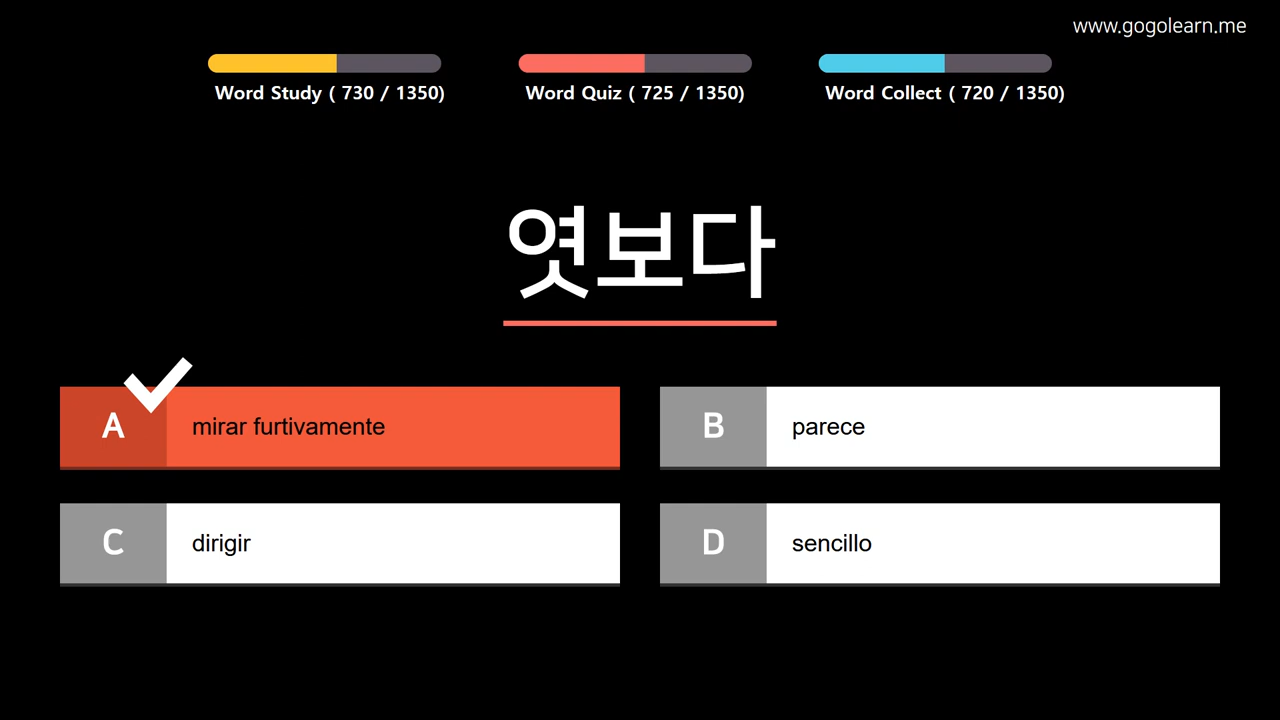 www.gogolearn.me
Word Study ( 730 / 1350)
Word Quiz ( 725 / 1350)
Word Collect ( 720 / 1350)
엿보다
A mirar furtivamente
B parece
C dirigir
D sencillo